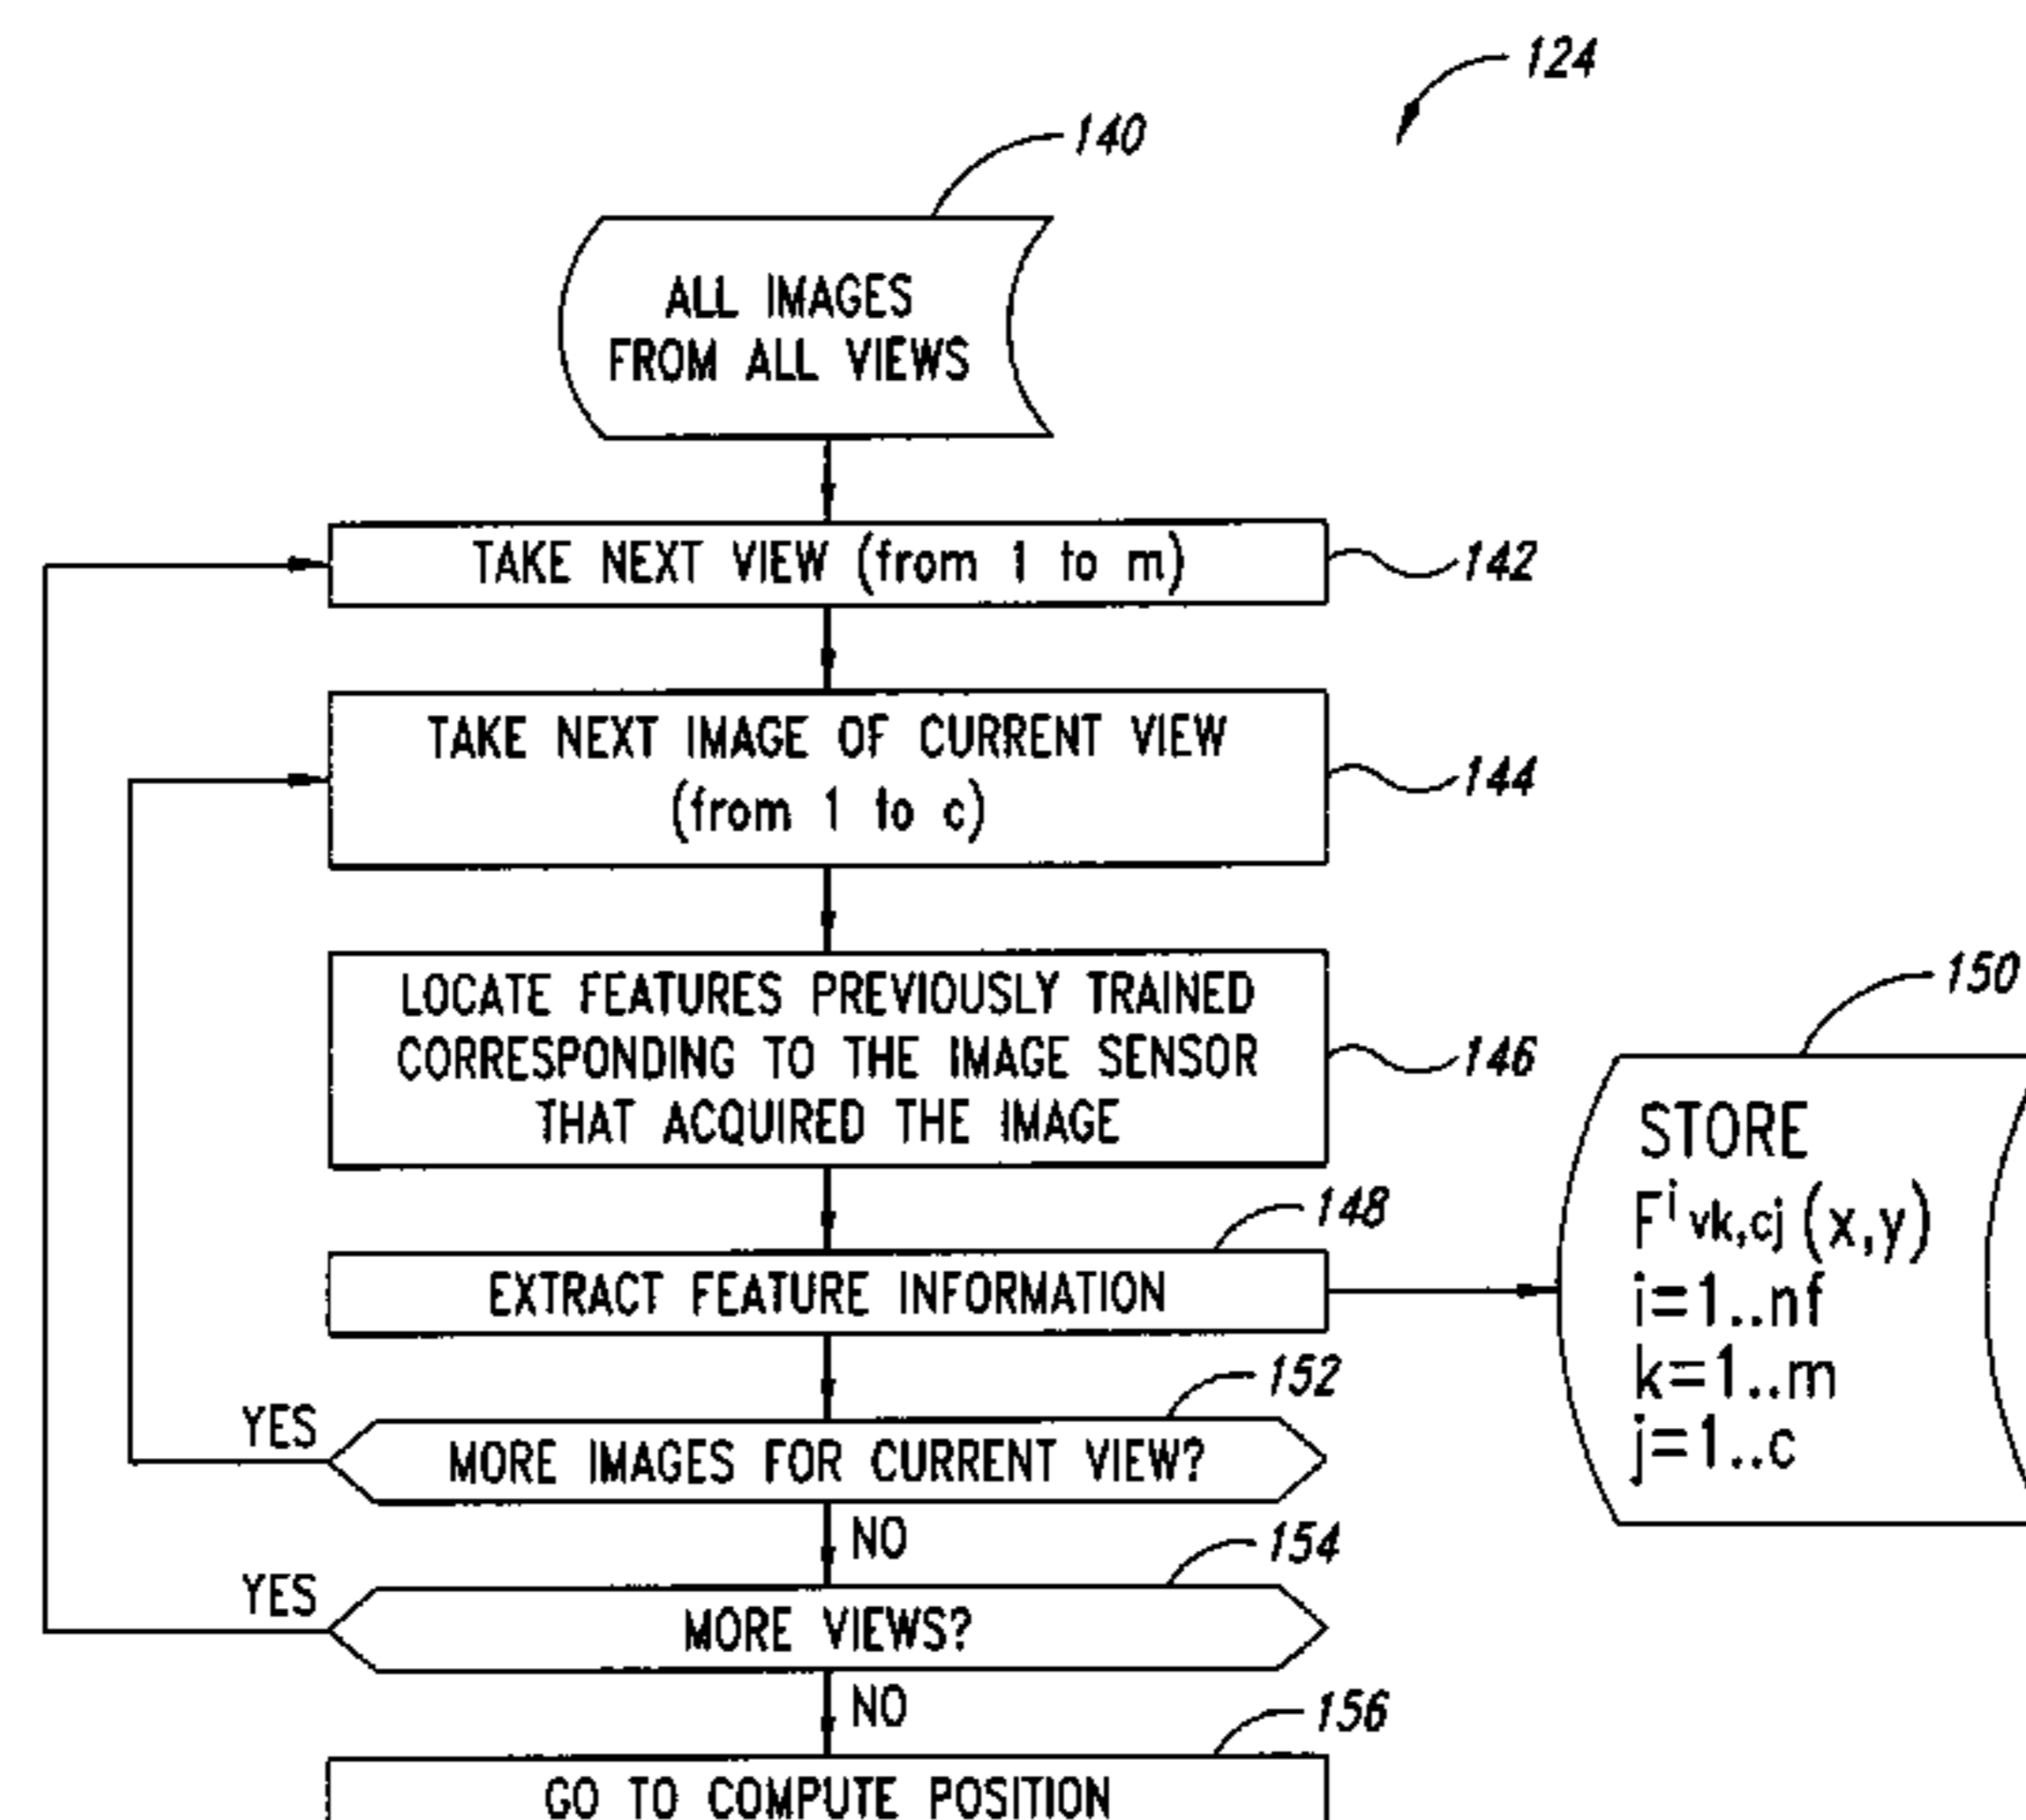 124
140
ALL IMAGES
FROM ALL VIEWS
TAKE NEXT VIEW (from 1 to m)
142
TAKE NEXT IMAGE OF CURRENT VIEW
(from 1 to c)
144
LOCATE FEATURES PREVIOUSLY TRAINED
CORRESPONDING TO THE IMAGE SENSOR
THAT ACQUIRED THE IMAGE
146
150
STORE
F^i vk,cj (x,y)
i=1..nf
k=1..m
j=1..c
148
EXTRACT FEATURE INFORMATION
152
YES
MORE IMAGES FOR CURRENT VIEW?
NO
154
YES
MORE VIEWS?
NO
156
GO TO COMPUTE POSITION